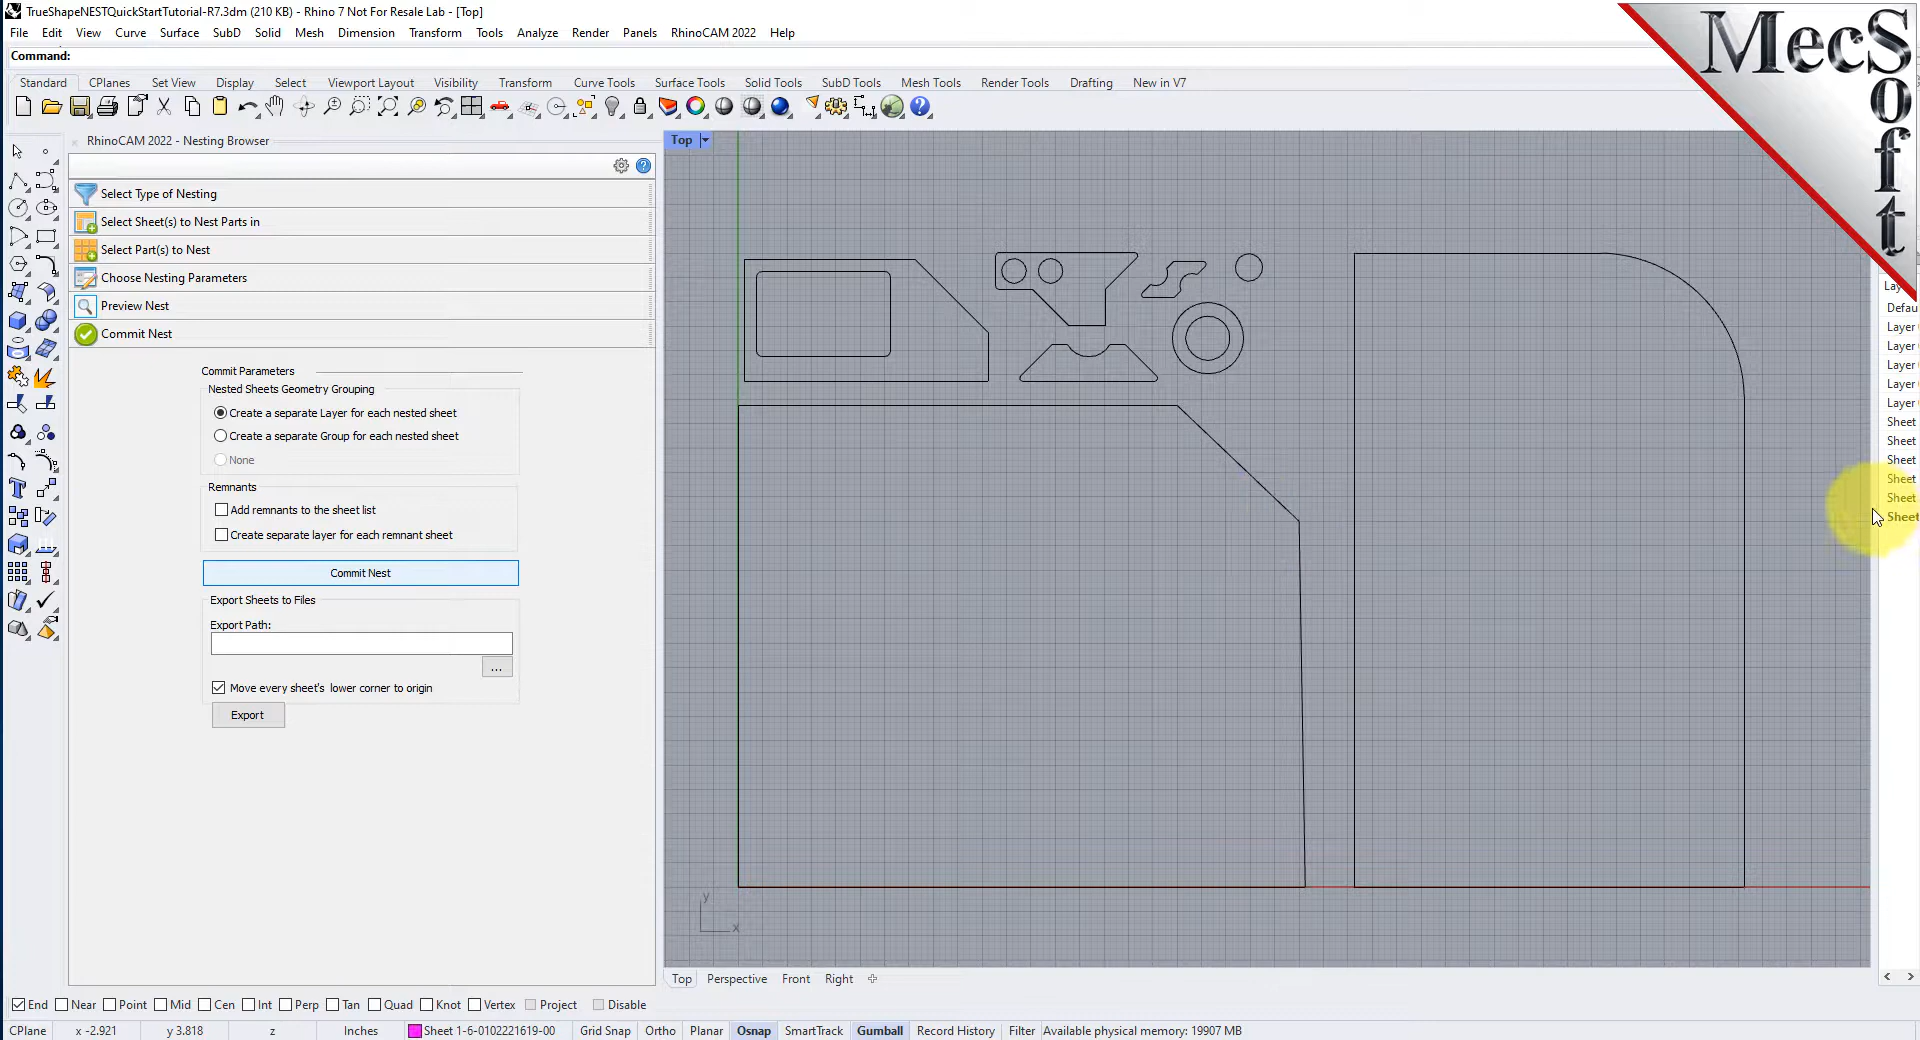 TrueShapeNESTQuickStartTutorial-R7.3dm (210 KB) - Rhino 7 Not For Resale Lab - [Top]
File Edit View Curve Surface SubD Solid Mesh Dimension Transform Tools Analyze Render Panels RhinoCAM 2022 Help
Command:
Standard CPlanes Set View Display Select Viewport Layout Visibility Transform Curve Tools Surface Tools Solid Tools SubD Tools Mesh Tools Render Tools Drafting New in V7
MecSoft
RhinoCAM 2022 - Nesting Browser
Top
Select Type of Nesting
Select Sheet(s) to Nest Parts in
Select Part(s) to Nest
Choose Nesting Parameters
Preview Nest
Commit Nest
Commit Parameters
Nested Sheets Geometry Grouping
Create a separate Layer for each nested sheet
Create a separate Group for each nested sheet
None
Remnants
Add remnants to the sheet list
Create separate layer for each remnant sheet
Commit Nest
Export Sheets to Files
Export Path:
...
Move every sheet's lower corner to origin
Export
y
x
Lay
Defau
Layer
Layer
Layer
Layer
Layer
Sheet
Sheet
Sheet
Sheet
Sheet
Sheet
Top Perspective Front Right
End Near Point Mid Cen Int Perp Tan Quad Knot Vertex Project Disable
CPlane x -2.921 y 3.818 z Inches Sheet 1-6-0102221619-00 Grid Snap Ortho Planar Osnap SmartTrack Gumball Record History Filter Available physical memory: 19907 MB